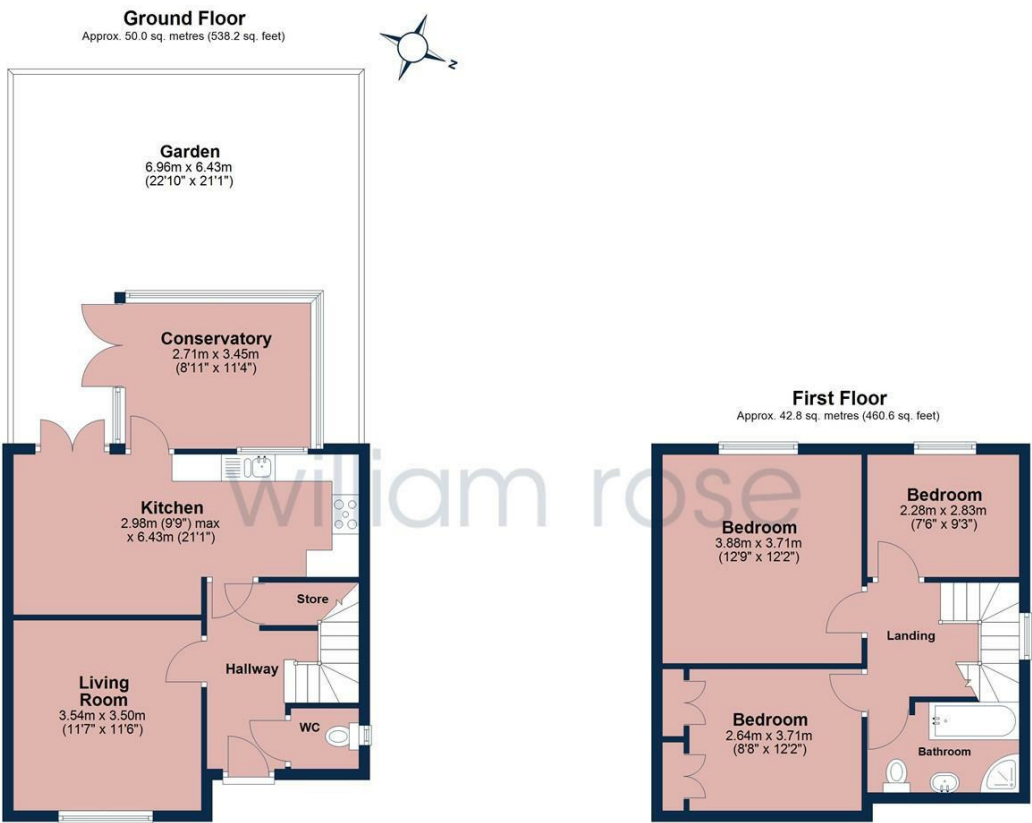 Ground Floor
Approx. 50.0 sq. metres (538.2 sq. feet)
N
Garden
6.96m x 6.43m
(22'10" x 21'1")
Conservatory
2.71m x 3.45m
(8'11" x 11'4")
Kitchen
2.98m (9'9") max
x 6.43m (21'1")
Store
Hallway
Living
Room
3.54m x 3.50m
(11'7" x 11'6")
WC
First Floor
Approx. 42.8 sq. metres (460.6 sq. feet)
Bedroom
3.88m x 3.71m
(12'9" x 12'2")
Bedroom
2.28m x 2.83m
(7'6" x 9'3")
Landing
Bedroom
2.64m x 3.71m
(8'8" x 12'2")
Bathroom
william rose